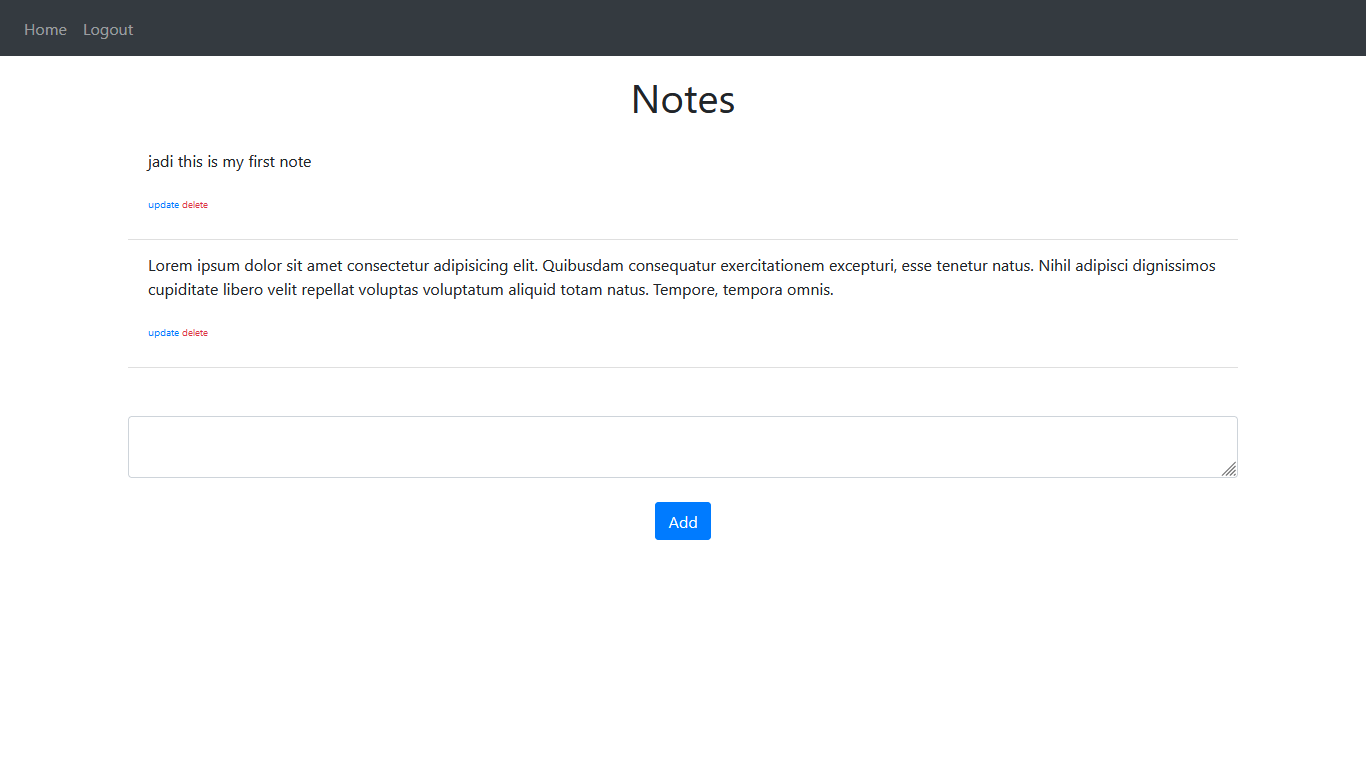 Home Logout
Notes
jadi this is my first note
update delete
Lorem ipsum dolor sit amet consectetur adipisicing elit. Quibusdam consequatur exercitationem excepturi, esse tenetur natus. Nihil adipisci dignissimos
cupiditate libero velit repellat voluptas voluptatum aliquid totam natus. Tempore, tempora omnis.
update delete
Add